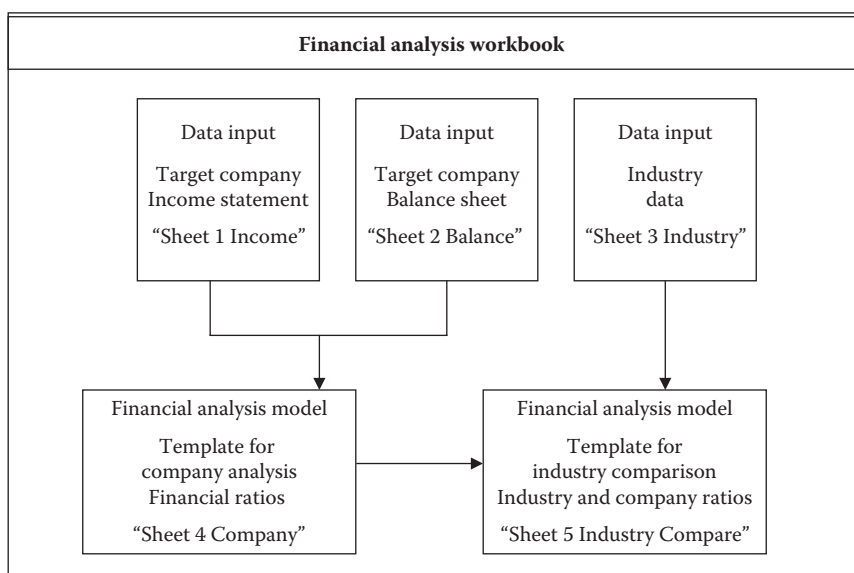 Financial analysis workbook
Data input
Target company
Income statement
“Sheet 1 Income”
Data input
Target company
Balance sheet
“Sheet 2 Balance”
Data input
Industry
data
“Sheet 3 Industry”
Financial analysis model
Template for
company analysis
Financial ratios
“Sheet 4 Company”
Financial analysis model
Template for
industry comparison
Industry and company ratios
“Sheet 5 Industry Compare”